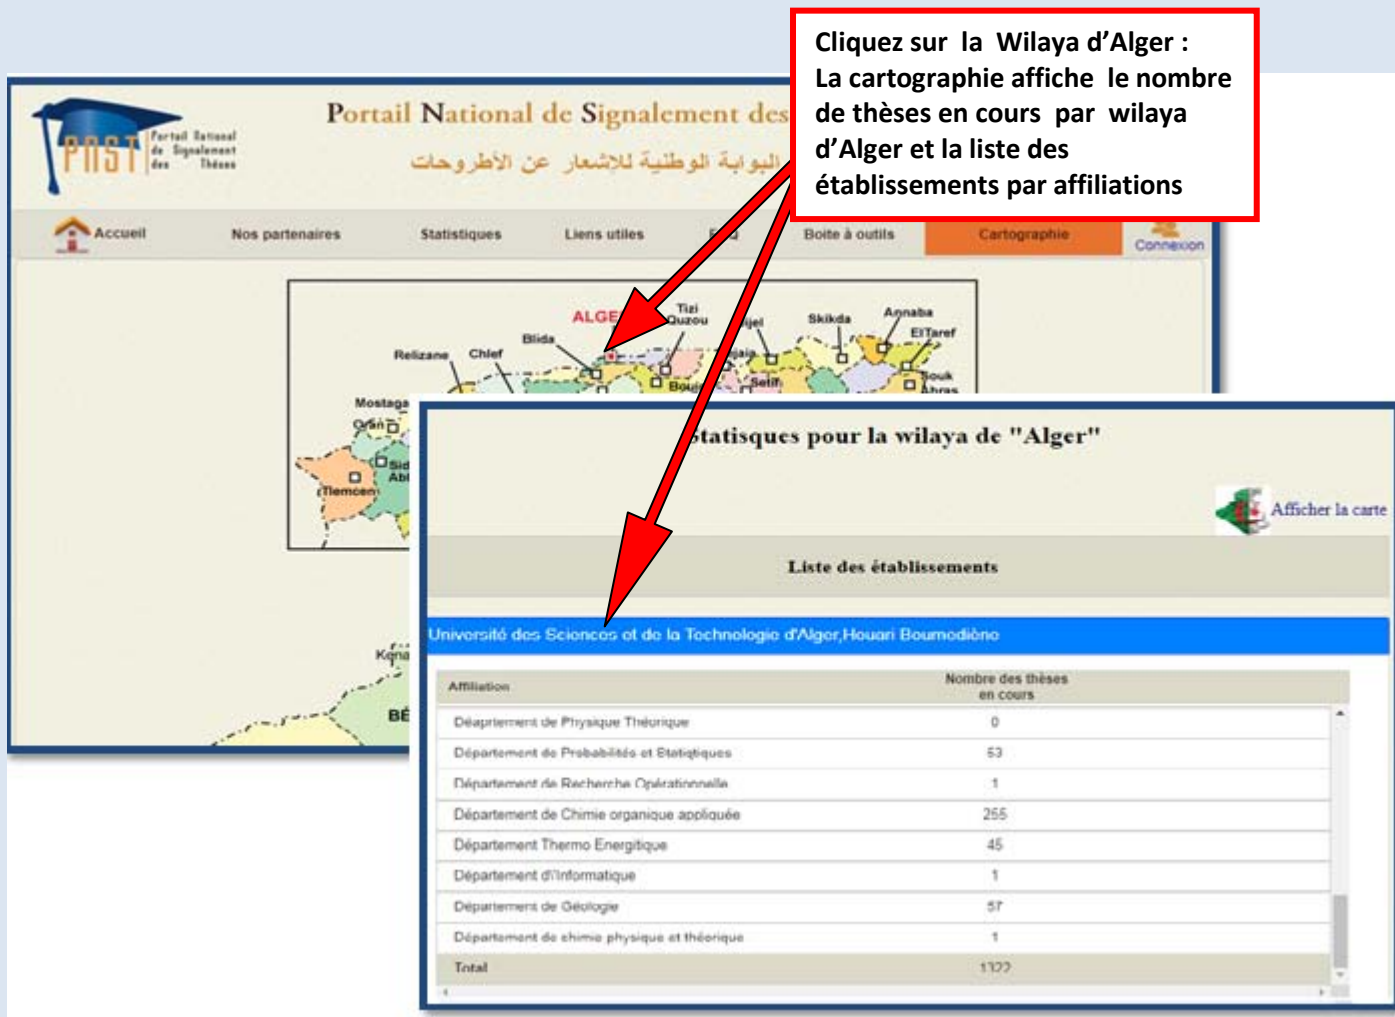 Cliquez sur la Wilaya d’Alger :
La cartographie affiche le nombre
de thèses en cours par wilaya
d’Alger et la liste des
établissements par affiliations
PNST
Portail National
de Signalement
des Thèses
Portail National de Signalement des
البوابة الوطنية للاشعار عن الأطروحات
Accueil
Nos partenaires
Statistiques
Liens utiles
Boite à outils
Cartographie
Connexion
ALGE
Tizi
Ouzou
Skikda
Annaba
ElTaref
Blida
Relizane
Chlef
Setif
Souk
Ahras
Mostaga
Oran
Sid
Tlemcen
BÉ
Statisques pour la wilaya de "Alger"
Afficher la carte
Liste des établissements
Université des Sciences et de la Technologie d'Alger,Houari Boumediène
Affiliation
Nombre des thèses
en cours
Déaprtement de Physique Théorique 0
Département de Probabilités et Statiqtiques 53
Département de Recherche Opérationnelle 1
Département de Chimie organique appliquée 255
Département Thermo Energitique 45
Département d\'Informatique 1
Département de Géologie 57
Département de chimie physique et théorique 1
Total 1322